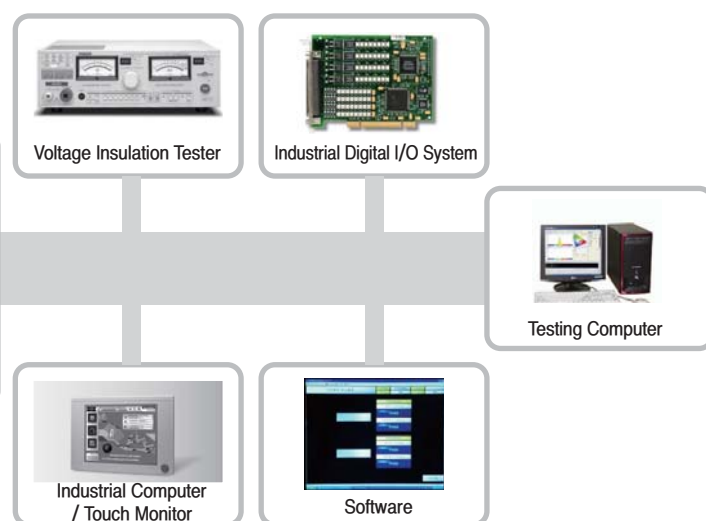 Voltage Insulation Tester
Industrial Digital I/O System
Testing Computer
Industrial Computer
/ Touch Monitor
Software